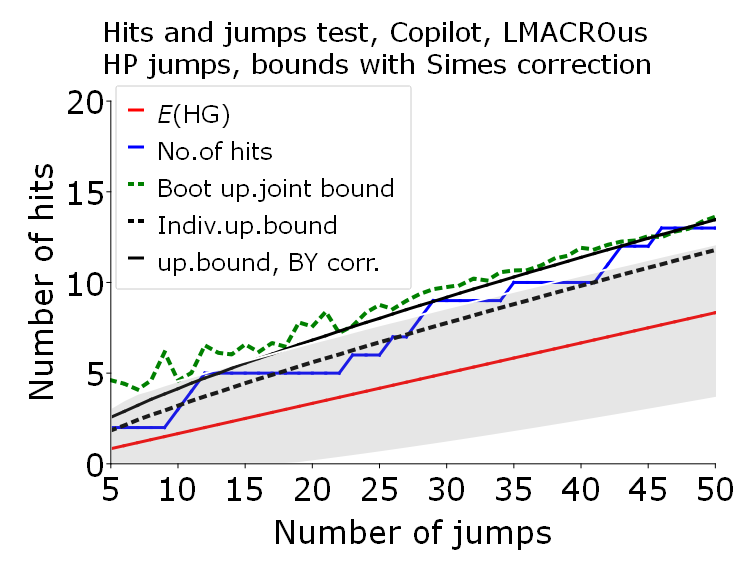 Hits and jumps test, Copilot, LMACROus
HP jumps, bounds with Simes correction
E(HG)
No.of hits
Boot up.joint bound
Indiv.up.bound
up.bound, BY corr.
Number of hits
20
15
10
5
0
5 10 15 20 25 30 35 40 45 50
Number of jumps